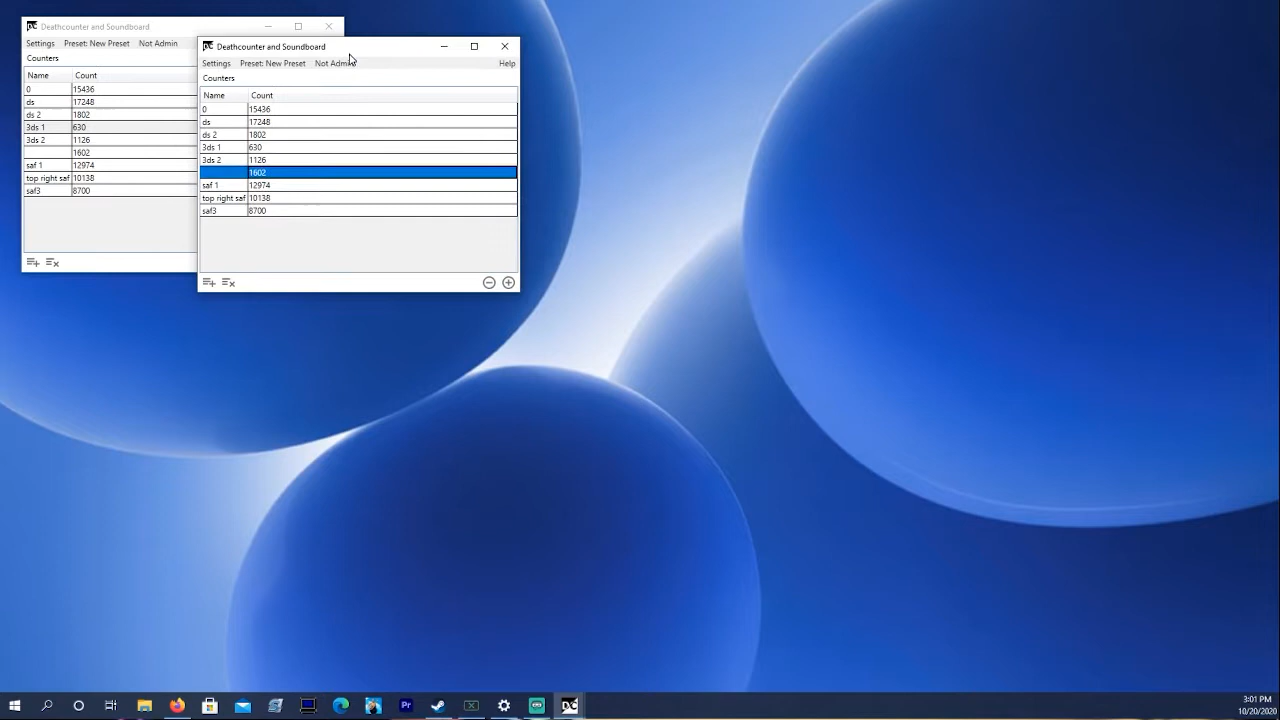 Deathcounter and Soundboard
Settings Preset: New Preset Not Admin
Counters
Name Count
0 15436
ds 17248
ds 2 1802
3ds 1 630
3ds 2 1126
1602
saf 1 12974
top right saf 10138
saf3 8700
Deathcounter and Soundboard
Settings Preset: New Preset Not Admin Help
Counters
Name Count
0 15436
ds 17248
ds 2 1802
3ds 1 630
3ds 2 1126
1602
saf 1 12974
top right saf 10138
saf3 8700
Pr
3:01 PM
10/20/2020